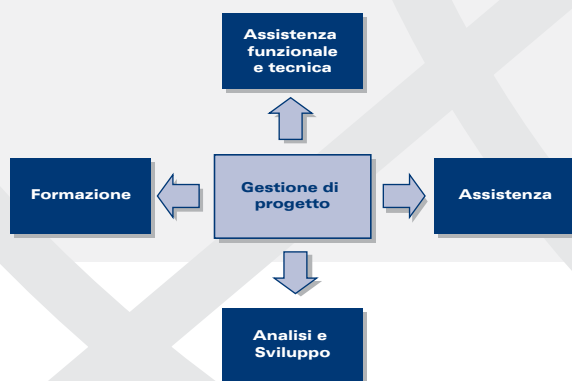 Assistenza
funzionale
e tecnica
Formazione
Gestione di
progetto
Assistenza
Analisi e
Sviluppo